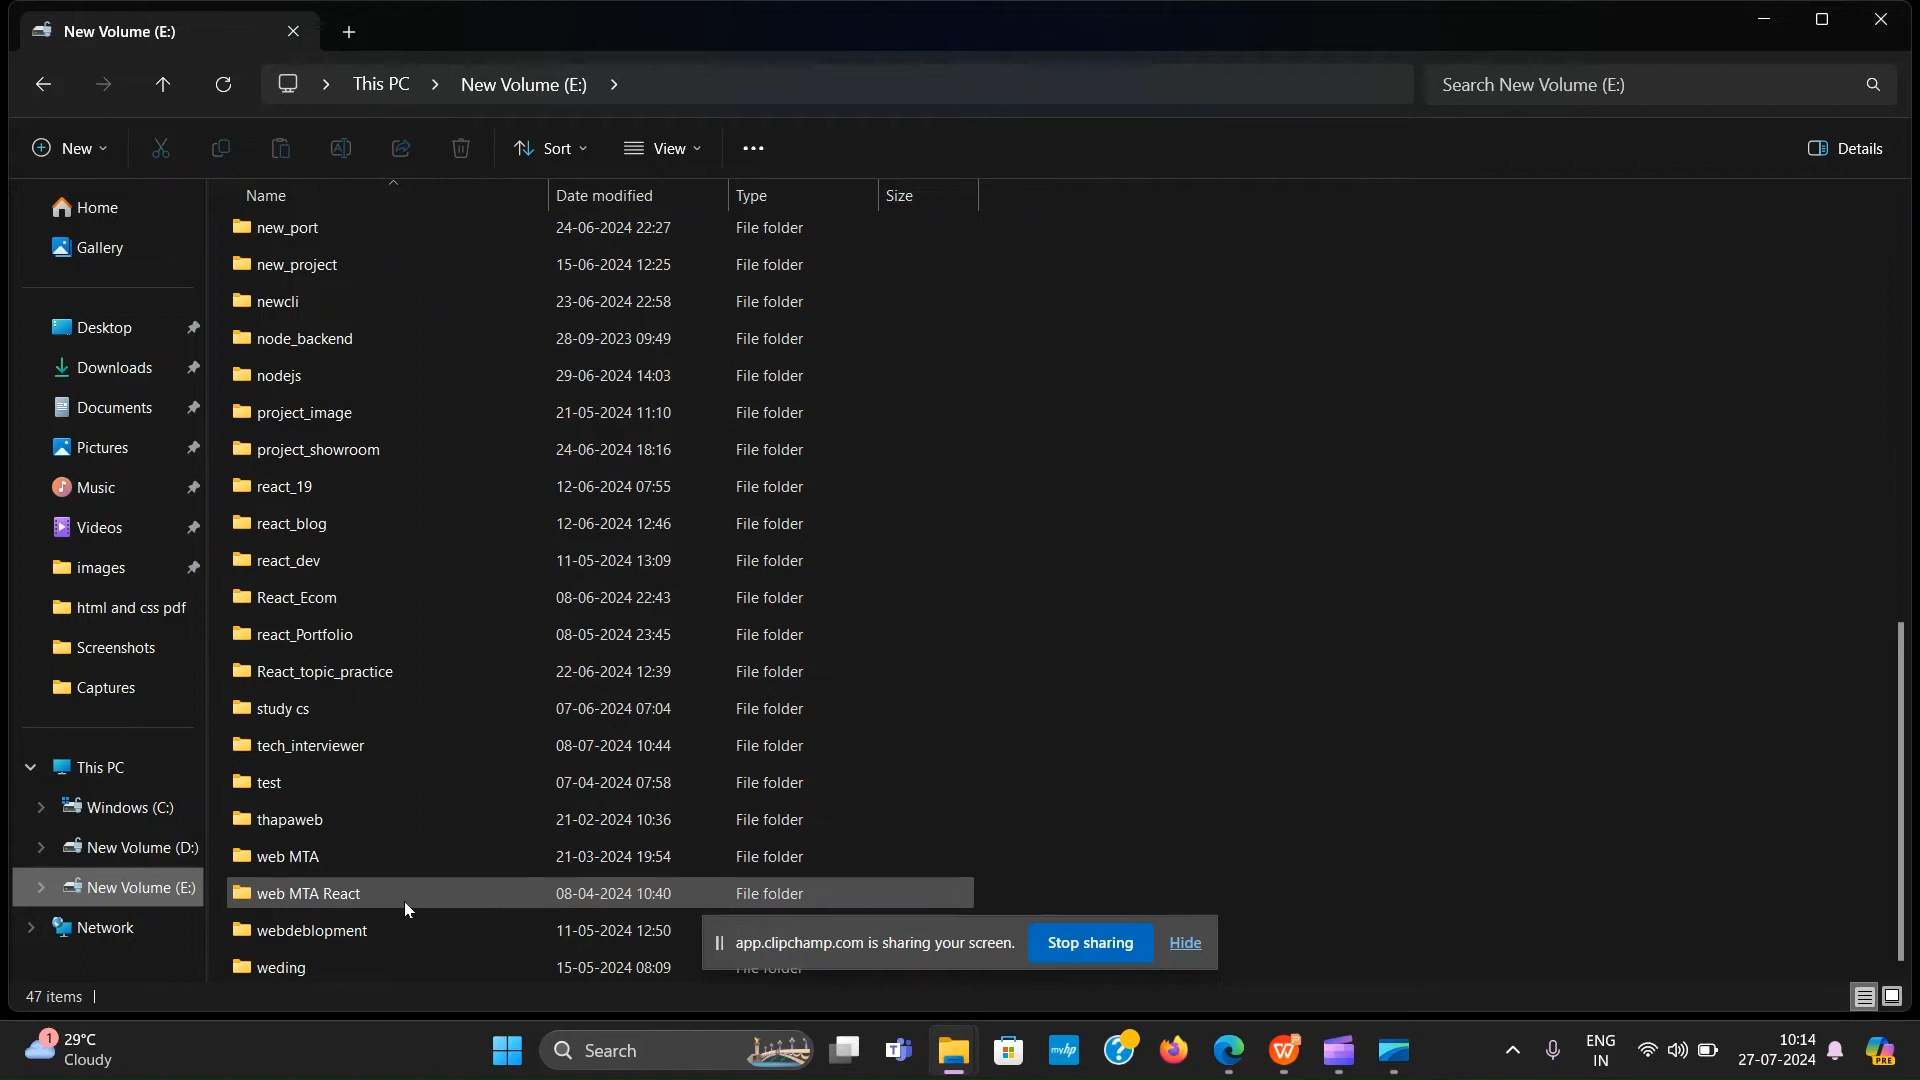 New Volume (E:)
This PC
New Volume (E:)
Search New Volume (E:)
New
Sort
View
Details
Name
Date modified
Type
Size
Home
Gallery
Desktop
Downloads
Documents
Pictures
Music
Videos
images
html and css pdf
Screenshots
Captures
This PC
Windows (C:)
New Volume (D:)
New Volume (E:)
Network
new_port 24-06-2024 22:27 File folder
new_project 15-06-2024 12:25 File folder
newcli 23-06-2024 22:58 File folder
node_backend 28-09-2023 09:49 File folder
nodejs 29-06-2024 14:03 File folder
project_image 21-05-2024 11:10 File folder
project_showroom 24-06-2024 18:16 File folder
react_19 12-06-2024 07:55 File folder
react_blog 12-06-2024 12:46 File folder
react_dev 11-05-2024 13:09 File folder
React_Ecom 08-06-2024 22:43 File folder
react_Portfolio 08-05-2024 23:45 File folder
React_topic_practice 22-06-2024 12:39 File folder
study cs 07-06-2024 07:04 File folder
tech_interviewer 08-07-2024 10:44 File folder
test 07-04-2024 07:58 File folder
thapaweb 21-02-2024 10:36 File folder
web MTA 21-03-2024 19:54 File folder
web MTA React 08-04-2024 10:40 File folder
webdeblopment 11-05-2024 12:50
weding 15-05-2024 08:09
app.clipchamp.com is sharing your screen. Stop sharing Hide
47 items
1
29°C
Cloudy
Search
myhp
ENG
IN
10:14
27-07-2024
PRE